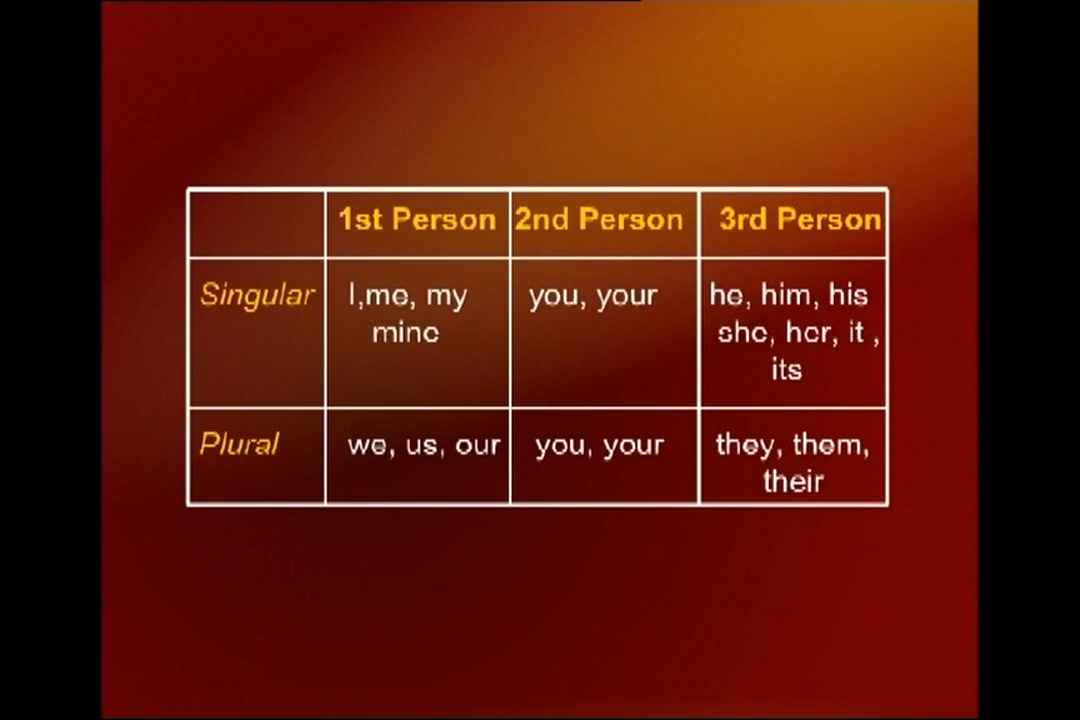 1st Person 2nd Person 3rd Person
Singular I,me, my you, your he, him, his
mine she, her, it ,
its
Plural we, us, our you, your they, them,
their